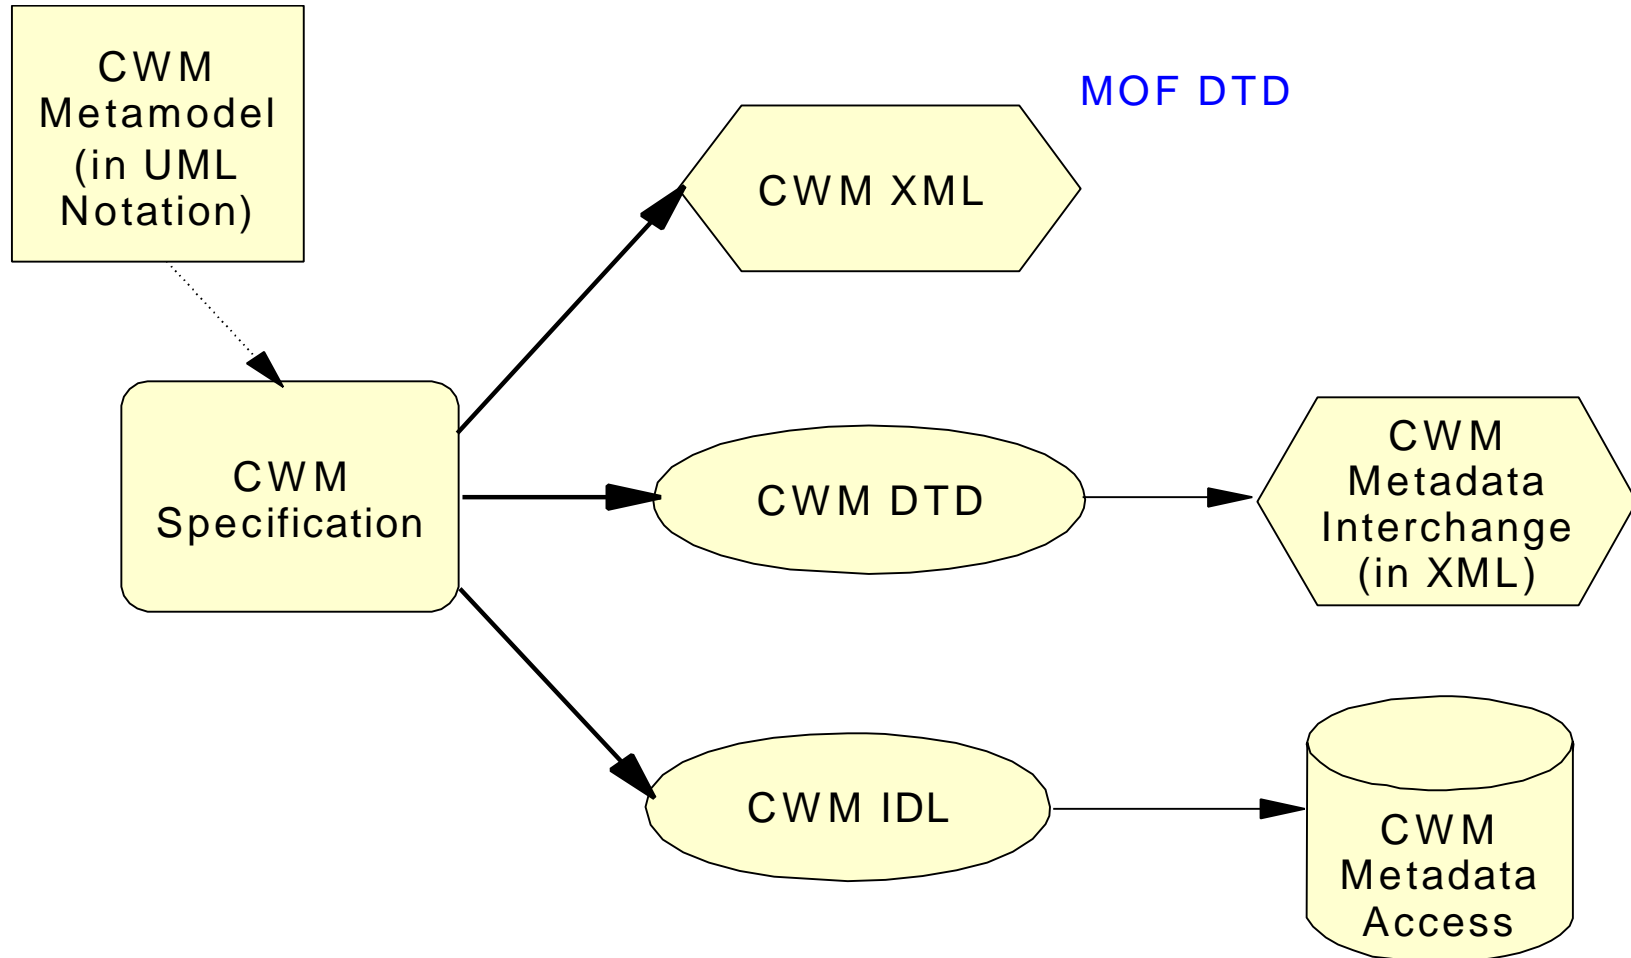 CWM
Metamodel
(in UML
Notation)
MOF DTD
CWM XML
CWM
Specification
CWM DTD
CWM
Metadata
Interchange
(in XML)
CWM IDL
CWM
Metadata
Access